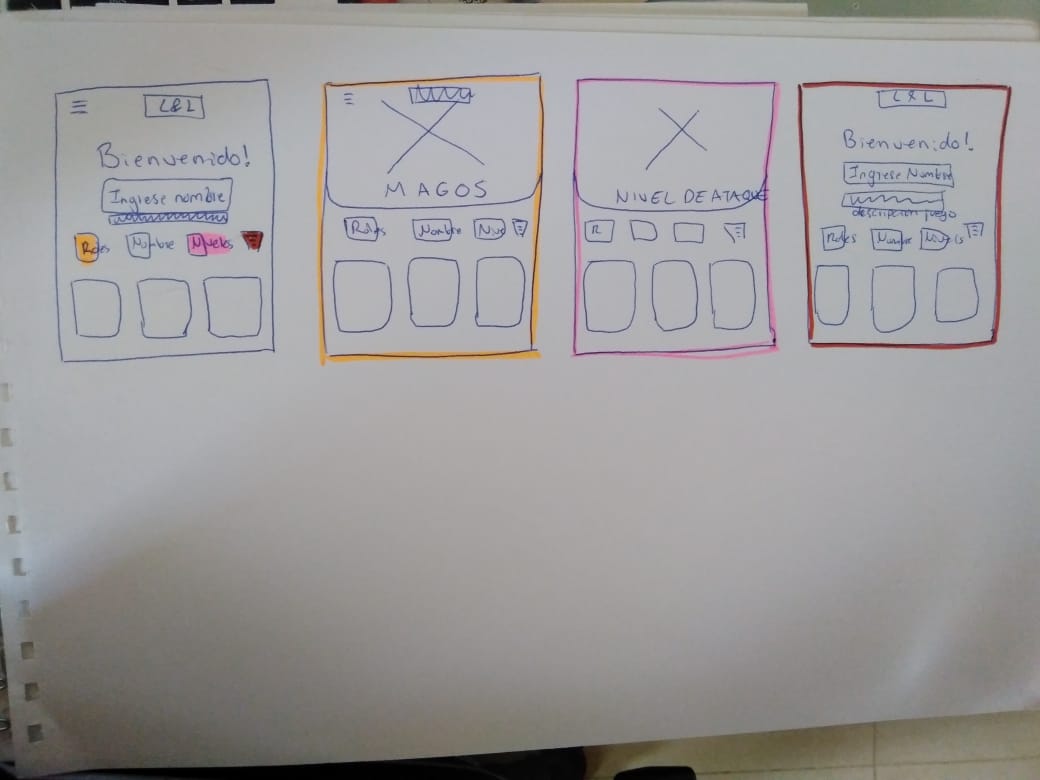 L&L
Bienvenido!
Ingrese nombre
Roles Nombre Niveles
MAGOS
Roles Nombre Nive
NIVEL DE ATAQUE
R
L & L
Bienvenido!
Ingrese Nombre
descripcion juego
Roles Nombre Niveles